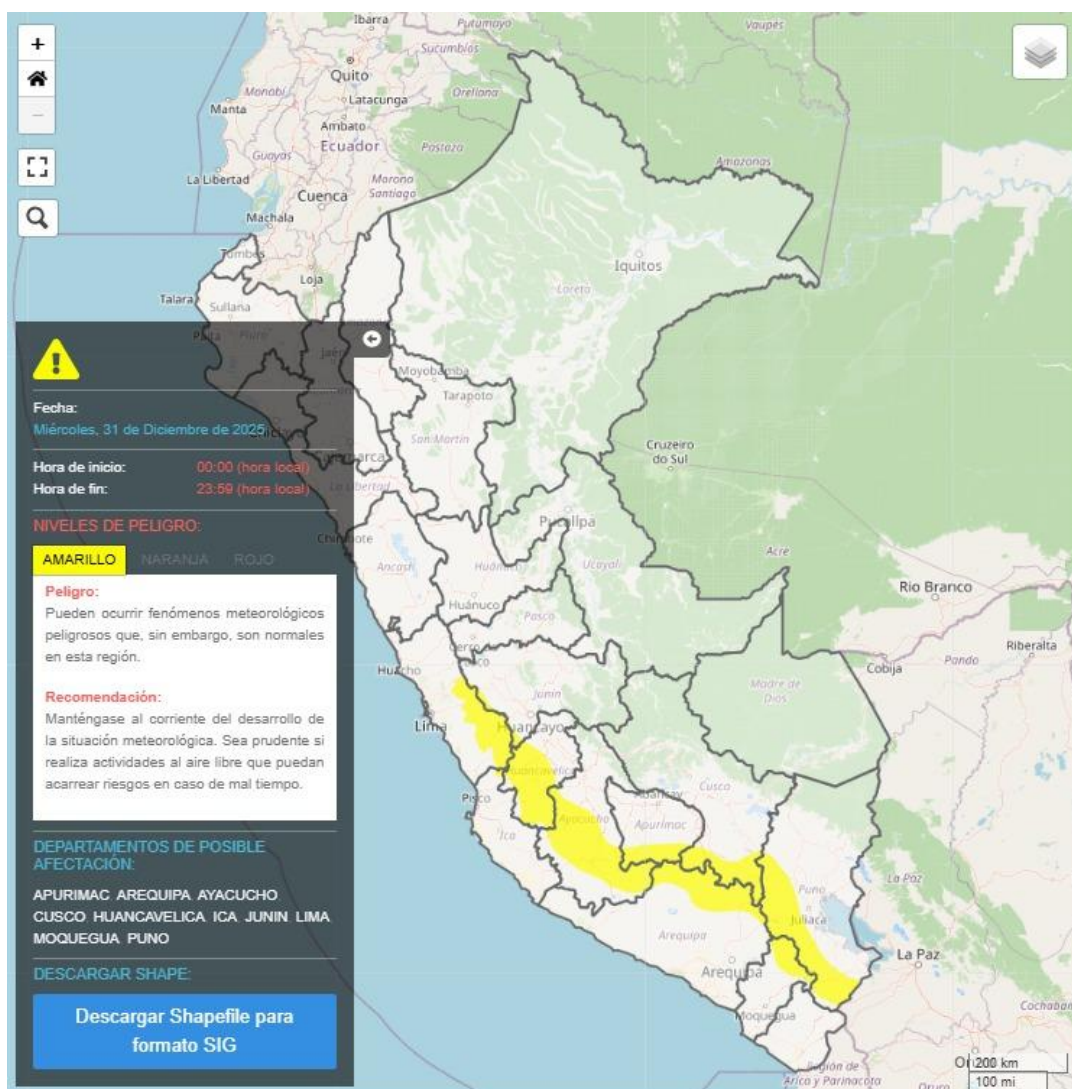 +
−
Ibarra
Putumayo
Vaupés
Sucumbíos
Quito
Manabí
Orellana
Manta
Latacunga
Ambato
Ecuador
Pastaza
Guayas
Morona
Santiago
La Libertad
Cuenca
Amazonas
Machala
Tumbes
Loja
Iquitos
Loreto
Talara
Sullana
Paita
Piura
Moyobamba
Tarapoto
San Martín
Cruzeiro
do Sul
La Libertad
Pucallpa
Chimbote
Acre
Ancash
Huánuco
Ucayali
Rio Branco
Huánuco
Pasco
Riberalta
Pando
Cobija
Huacho
Junín
Madre de
Dios
Lima
Huancayo
Huancavelica
Cusco
Pisco
Abancay
Ica
Ayacucho
Apurímac
La Paz
Puno
Juliaca
Arequipa
La Paz
Arequipa
Cochabam
Moquegua
Región de
Arica y Parinacota
Oruro
200 km
100 mi
Fecha:
Miércoles, 31 de Diciembre de 2025
Hora de inicio: 00:00 (hora local)
Hora de fin: 23:59 (hora local)
NIVELES DE PELIGRO:
AMARILLO NARANJA ROJO
Peligro:
Pueden ocurrir fenómenos meteorológicos
peligrosos que, sin embargo, son normales
en esta región.
Recomendación:
Manténgase al corriente del desarrollo de
la situación meteorológica. Sea prudente si
realiza actividades al aire libre que puedan
acarrear riesgos en caso de mal tiempo.
DEPARTAMENTOS DE POSIBLE
AFECTACIÓN:
APURIMAC AREQUIPA AYACUCHO
CUSCO HUANCAVELICA ICA JUNIN LIMA
MOQUEGUA PUNO
DESCARGAR SHAPE:
Descargar Shapefile para
formato SIG